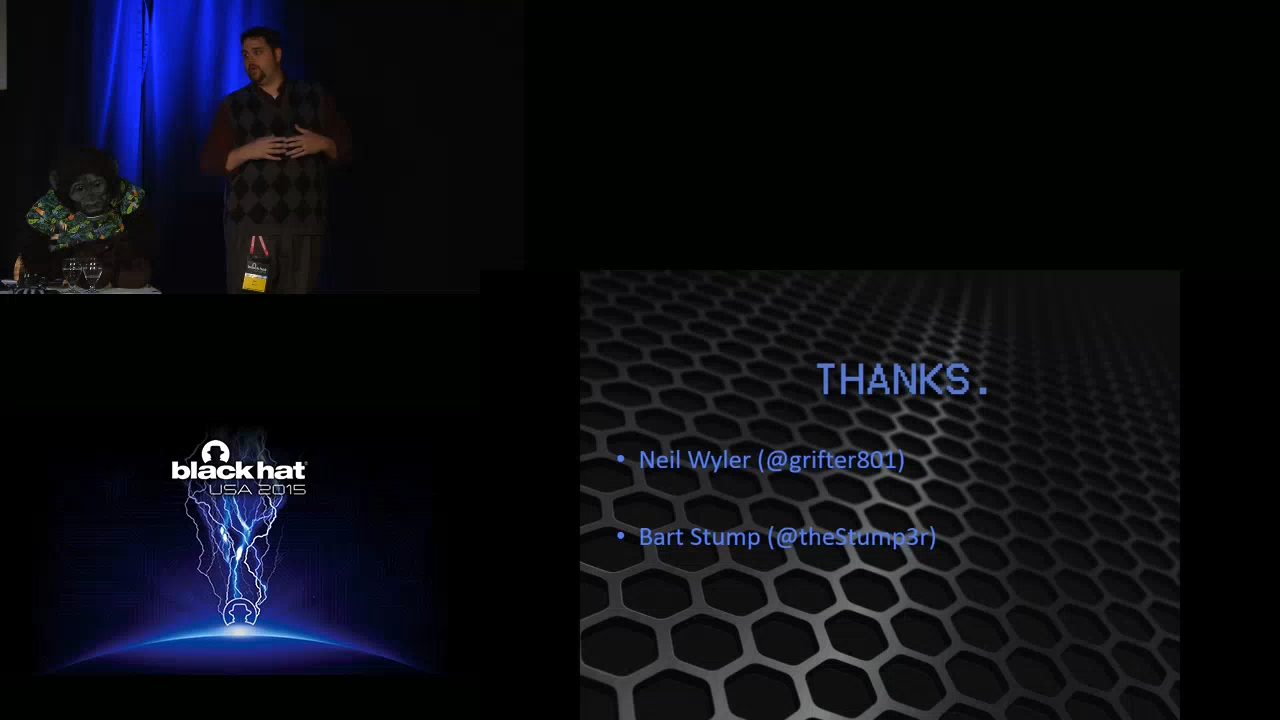 black hat
USA 2015
THANKS.
• Neil Wyler (@grifter801)
• Bart Stump (@theStump3r)